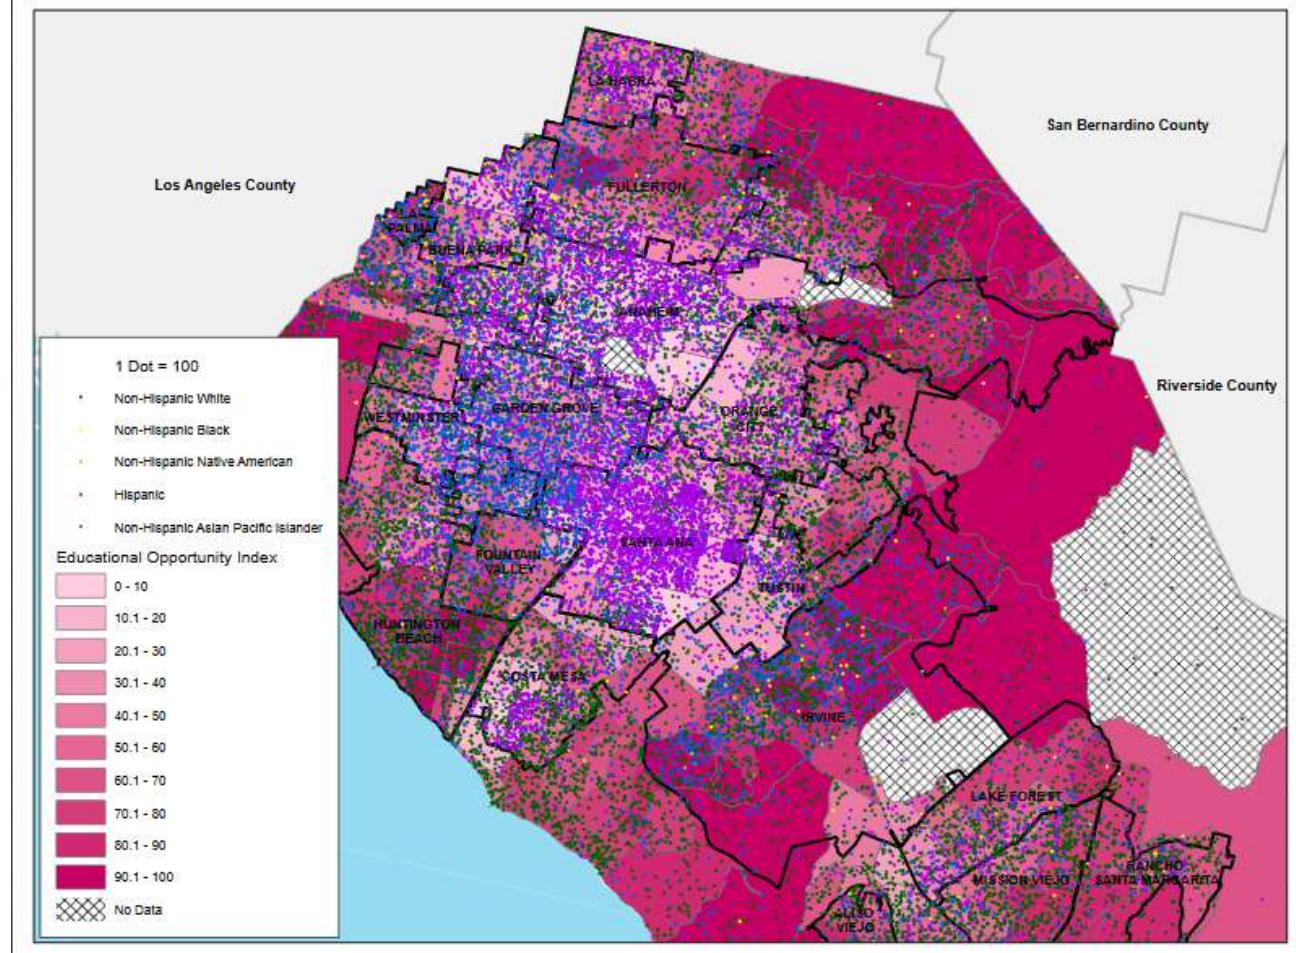 San Bernardino County
Los Angeles County
Riverside County
LA HABRA
FULLERTON
LA
PALMA
BUENA PARK
ANAHEIM
WESTMINSTER
GARDEN GROVE
ORANGE
CITY
SANTA ANA
FOUNTAIN
VALLEY
TUSTIN
HUNTINGTON
BEACH
COSTA MESA
IRVINE
LAKE FOREST
MISSION VIEJO
RANCHO
SANTA MARGARITA
ALISO
VIEJO
1 Dot = 100
Non-Hispanic White
Non-Hispanic Black
Non-Hispanic Native American
Hispanic
Non-Hispanic Asian Pacific Islander
Educational Opportunity Index
0 - 10
10.1 - 20
20.1 - 30
30.1 - 40
40.1 - 50
50.1 - 60
60.1 - 70
70.1 - 80
80.1 - 90
90.1 - 100
No Data